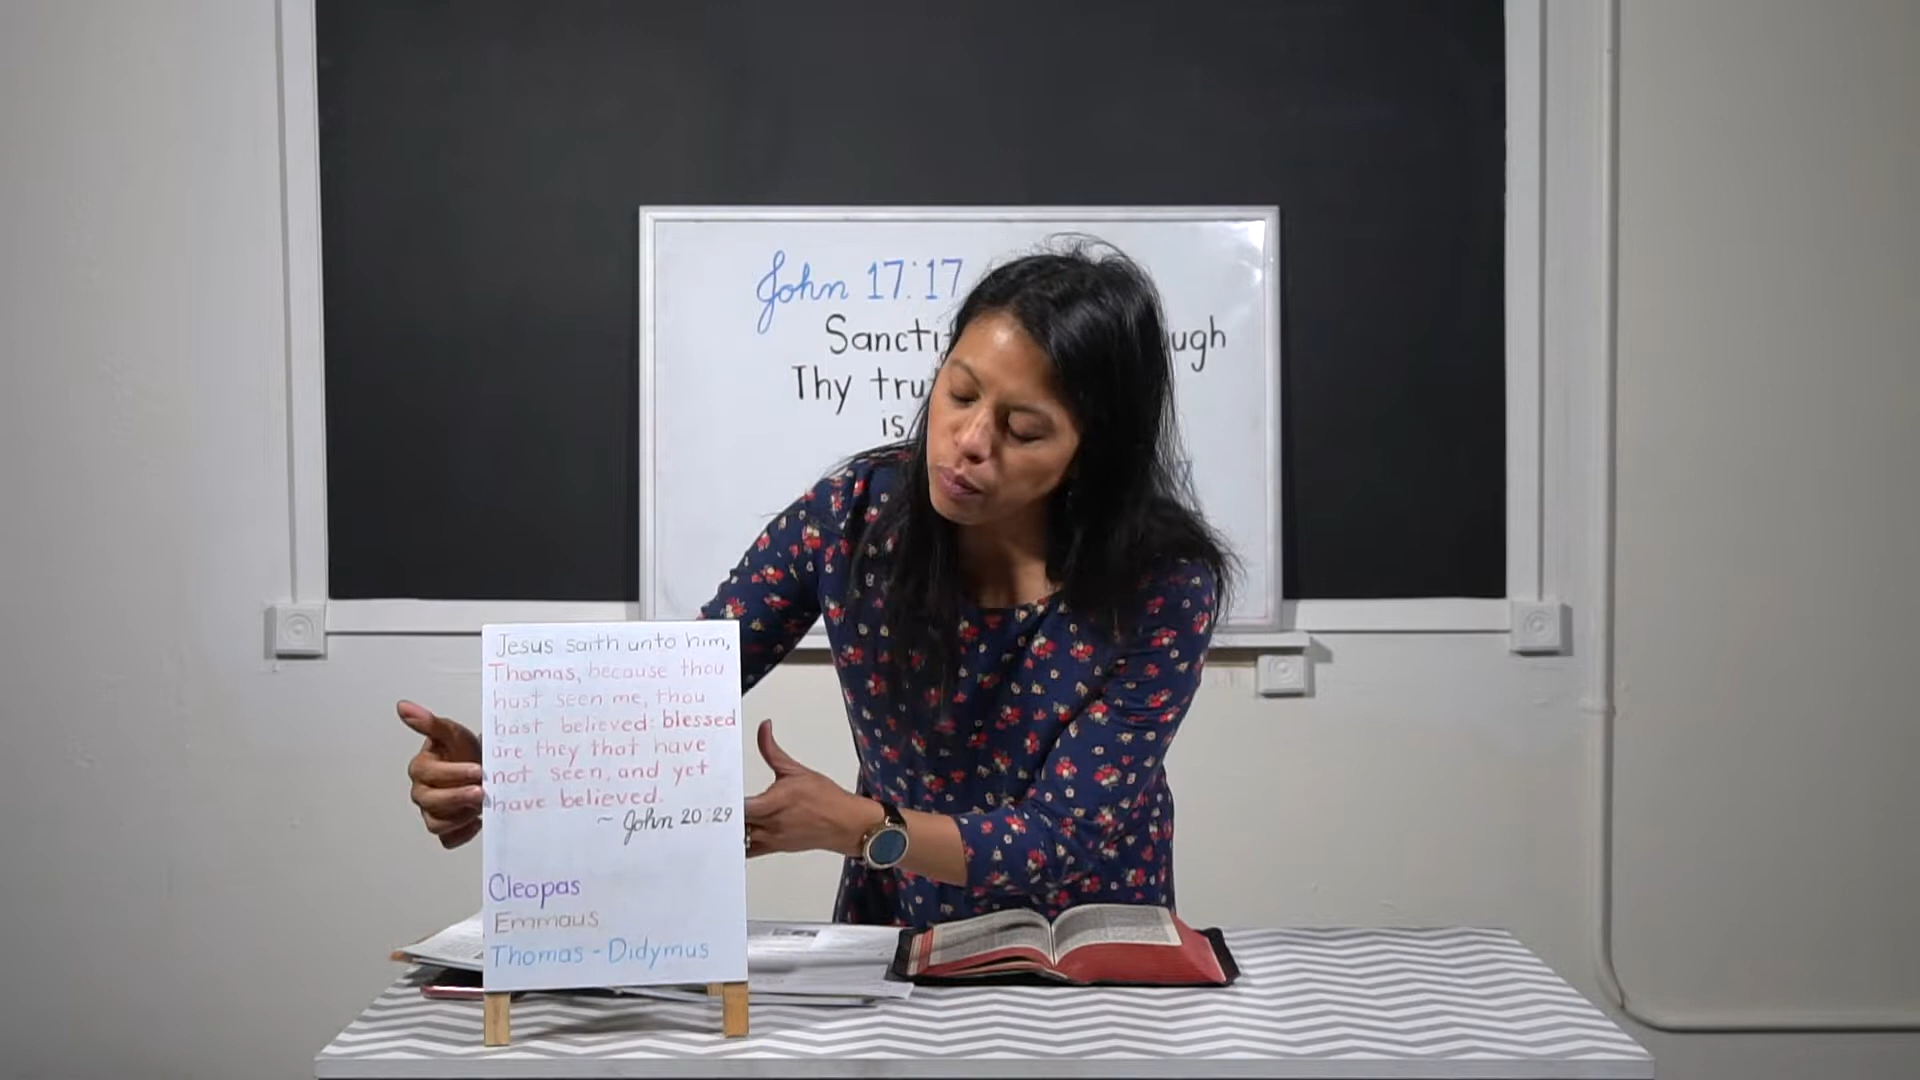 John 17:17
Sancti ugh
Thy tru
is
Jesus saith unto him,
Thomas, because thou
hast seen me, thou
hast believed: blessed
are they that have
not seen, and yet
have believed.
~ John 20:29
Cleopas
Emmaus
Thomas - Didymus